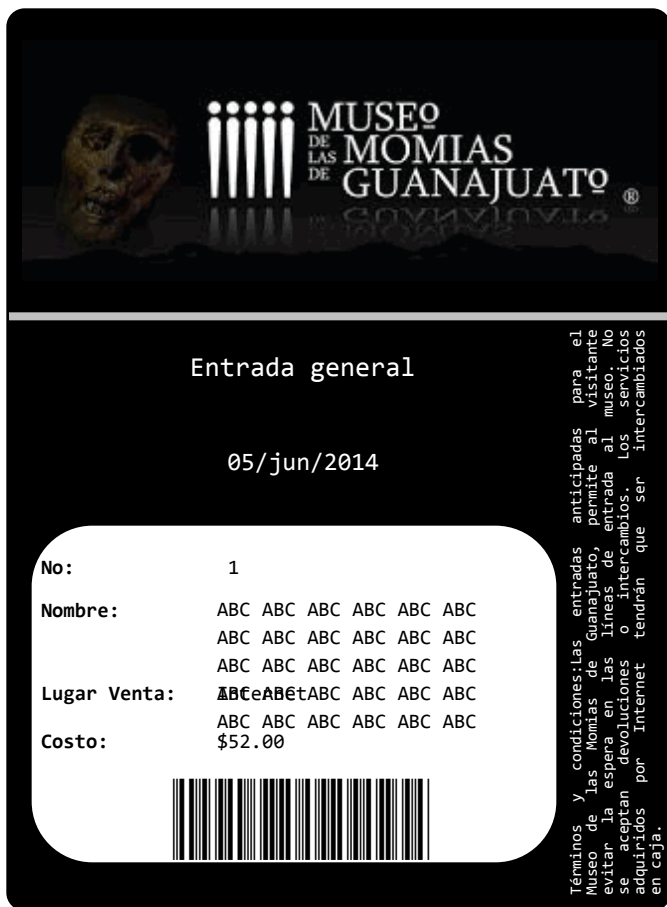 MUSEº
DE
LAS MOMIAS
DE GUANAJUATº ®
Entrada general
05/jun/2014
No: 1
Nombre: ABC ABC ABC ABC ABC ABC
ABC ABC ABC ABC ABC ABC
ABC ABC ABC ABC ABC ABC
ABC ABC ABC ABC ABC ABC
Lugar Venta: Internet
ABC ABC ABC ABC ABC ABC
Costo: $52.00
Términos y condiciones:Las entradas anticipadas para el
Museo de las Momias de Guanajuato, permite al visitante
evitar la espera en las líneas de entrada al museo. No
se aceptan devoluciones o intercambios. Los servicios
adquiridos por Internet tendrán que ser intercambiados
en caja.